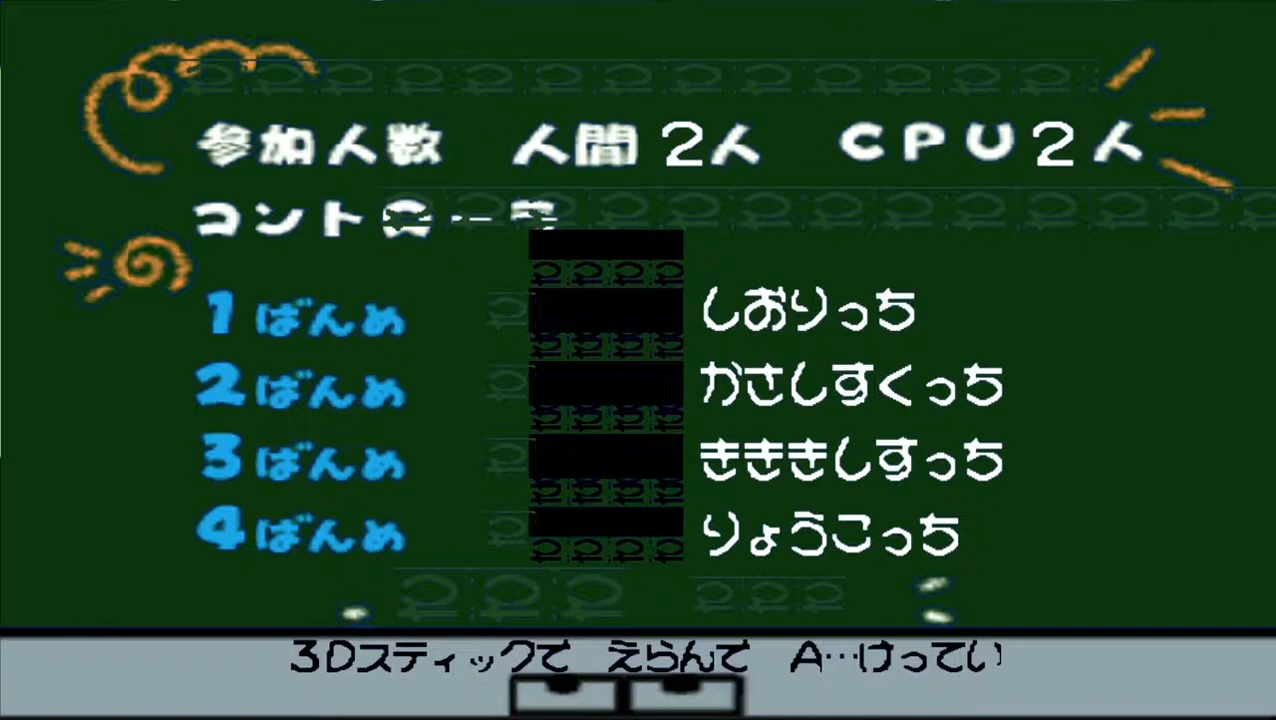 参加人数 人間2人 CPU2人
コント
1ばんめ しおりっち
2ばんめ かさしすくっち
3ばんめ きききしすっち
4ばんめ りょうこっち
3Dスティックで えらんで A…けってい